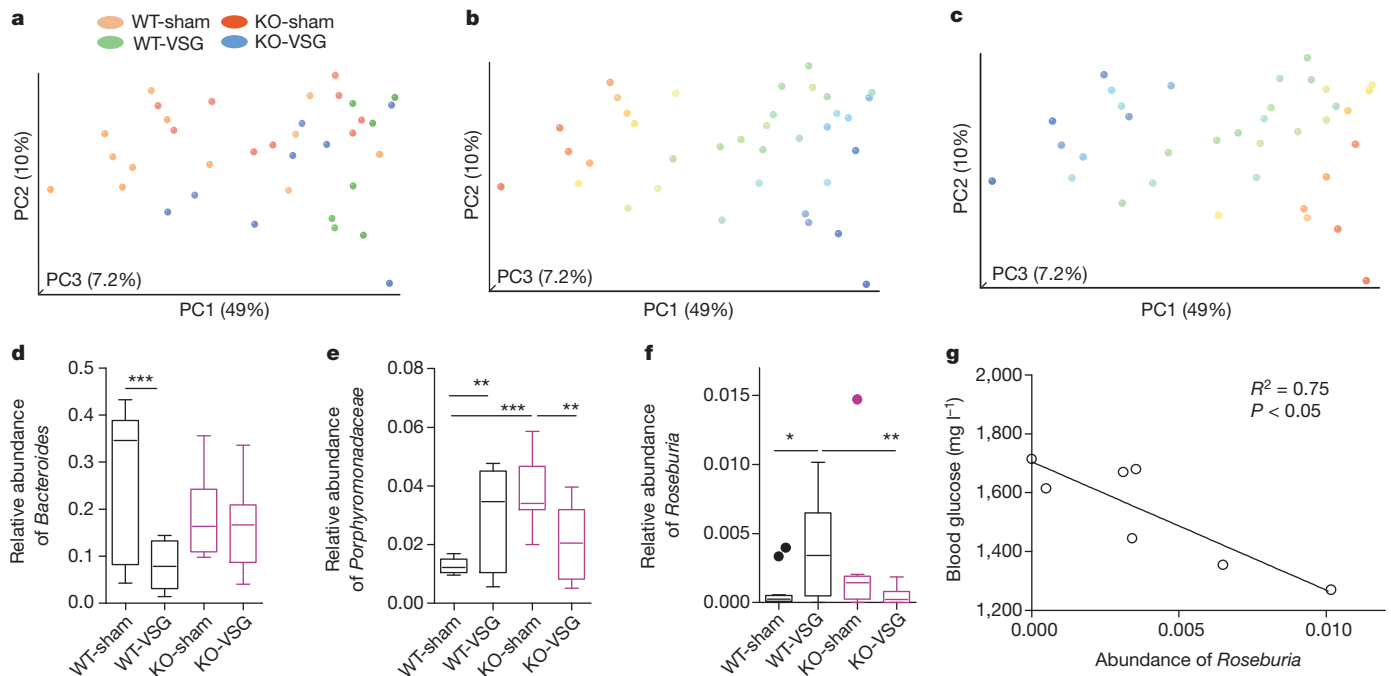 a
WT-sham
KO-sham
WT-VSG
KO-VSG
PC2 (10%)
PC3 (7.2%)
PC1 (49%)
b
PC2 (10%)
PC3 (7.2%)
PC1 (49%)
c
PC2 (10%)
PC3 (7.2%)
PC1 (49%)
d
Relative abundance
of Bacteroides
0.5
0.4
0.3
0.2
0.1
0.0
***
WT-sham
WT-VSG
KO-sham
KO-VSG
e
Relative abundance
of Porphyromonadaceae
0.08
0.06
0.04
0.02
0.00
**
***
**
WT-sham
WT-VSG
KO-sham
KO-VSG
f
Relative abundance
of Roseburia
0.015
0.010
0.005
0.000
*
**
WT-sham
WT-VSG
KO-sham
KO-VSG
g
Blood glucose (mg l⁻¹)
2,000
1,800
1,600
1,400
1,200
R² = 0.75
P < 0.05
0.000
0.005
0.010
Abundance of Roseburia